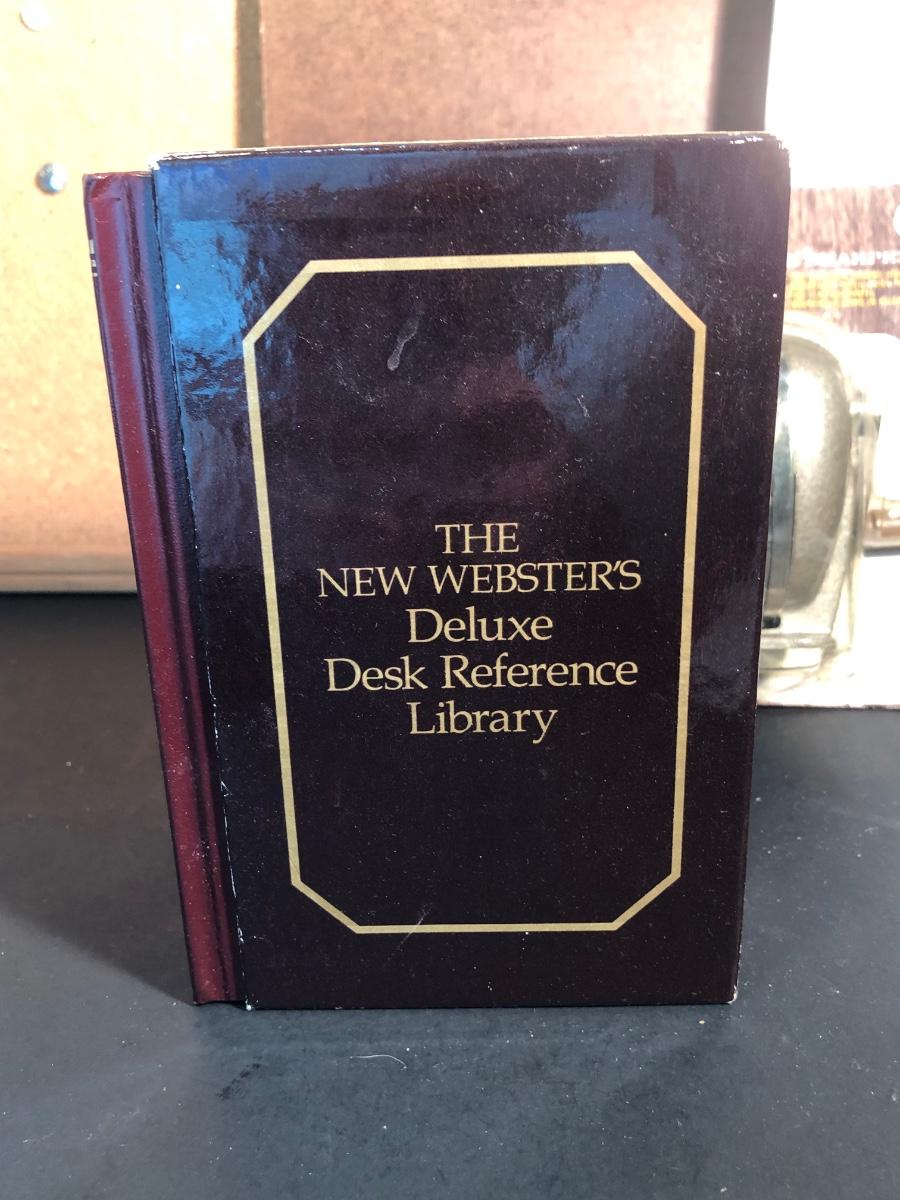 THE
NEW WEBSTER'S
Deluxe
Desk Reference
Library